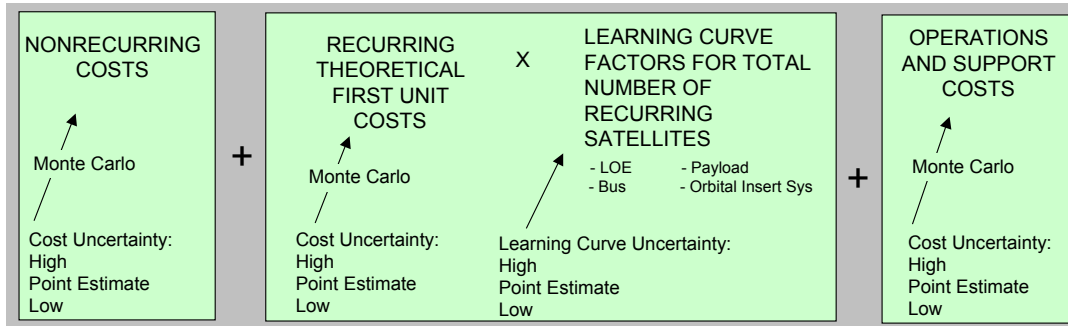 NONRECURRING
COSTS
Monte Carlo
Cost Uncertainty:
High
Point Estimate
Low
+
RECURRING
THEORETICAL
FIRST UNIT
COSTS
Monte Carlo
Cost Uncertainty:
High
Point Estimate
Low
X
LEARNING CURVE
FACTORS FOR TOTAL
NUMBER OF
RECURRING
SATELLITES
- LOE - Payload
- Bus - Orbital Insert Sys
Learning Curve Uncertainty:
High
Point Estimate
Low
+
OPERATIONS
AND SUPPORT
COSTS
Monte Carlo
Cost Uncertainty:
High
Point Estimate
Low